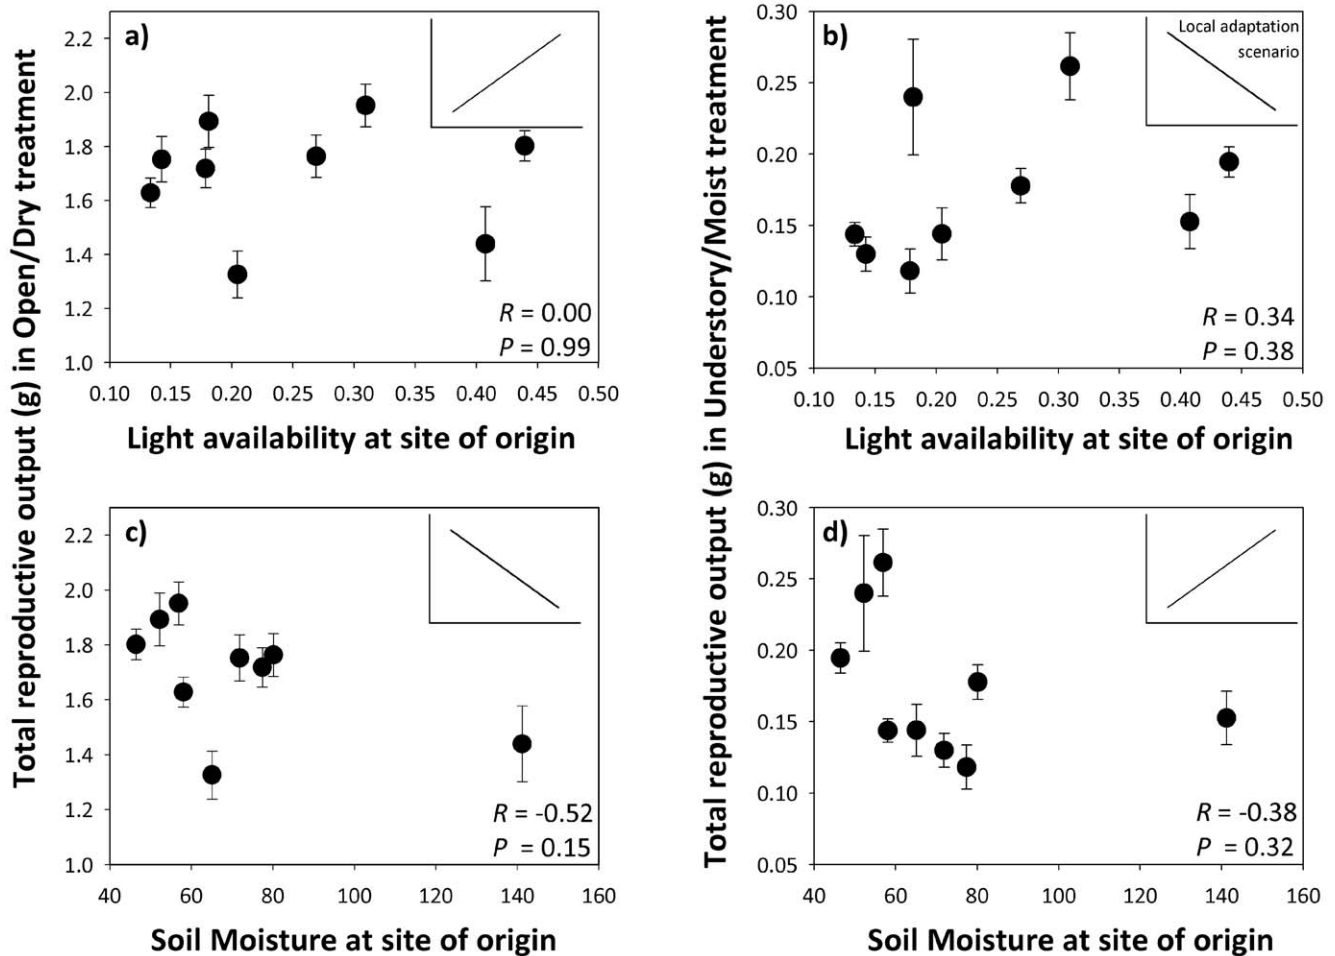 Total reproductive output (g) in Open/Dry treatment
a)
2.2
2.0
1.8
1.6
1.4
1.2
1.0
R = 0.00
P = 0.99
0.10 0.15 0.20 0.25 0.30 0.35 0.40 0.45 0.50
Light availability at site of origin
Total reproductive output (g) in Understory/Moist treatment
b)
Local adaptation
scenario
0.30
0.25
0.20
0.15
0.10
0.05
R = 0.34
P = 0.38
0.10 0.15 0.20 0.25 0.30 0.35 0.40 0.45 0.50
Light availability at site of origin
c)
2.2
2.0
1.8
1.6
1.4
1.2
1.0
R = -0.52
P = 0.15
40 60 80 100 120 140 160
Soil Moisture at site of origin
d)
0.30
0.25
0.20
0.15
0.10
0.05
R = -0.38
P = 0.32
40 60 80 100 120 140 160
Soil Moisture at site of origin